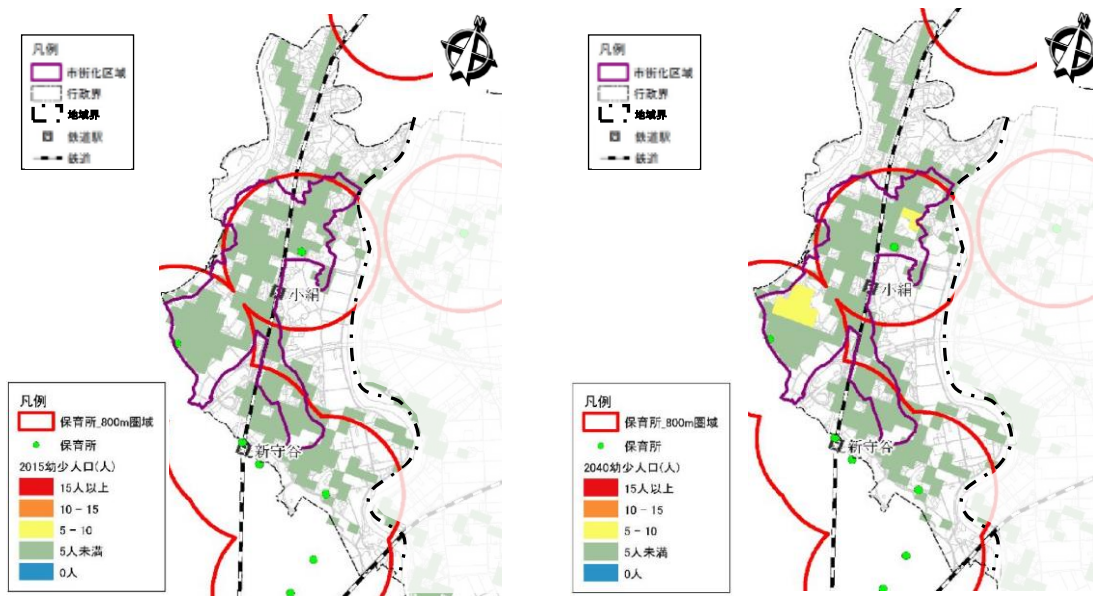 凡例
市街化区域
行政界
地域界
鉄道駅
鉄道
小絹
新守谷
凡例
保育所_800m圏域
保育所
2015幼少人口(人)
15人以上
10-15
5-10
5人未満
0人
凡例
市街化区域
行政界
地域界
鉄道駅
鉄道
小絹
新守谷
凡例
保育所_800m圏域
保育所
2040幼少人口(人)
15人以上
10-15
5-10
5人未満
0人